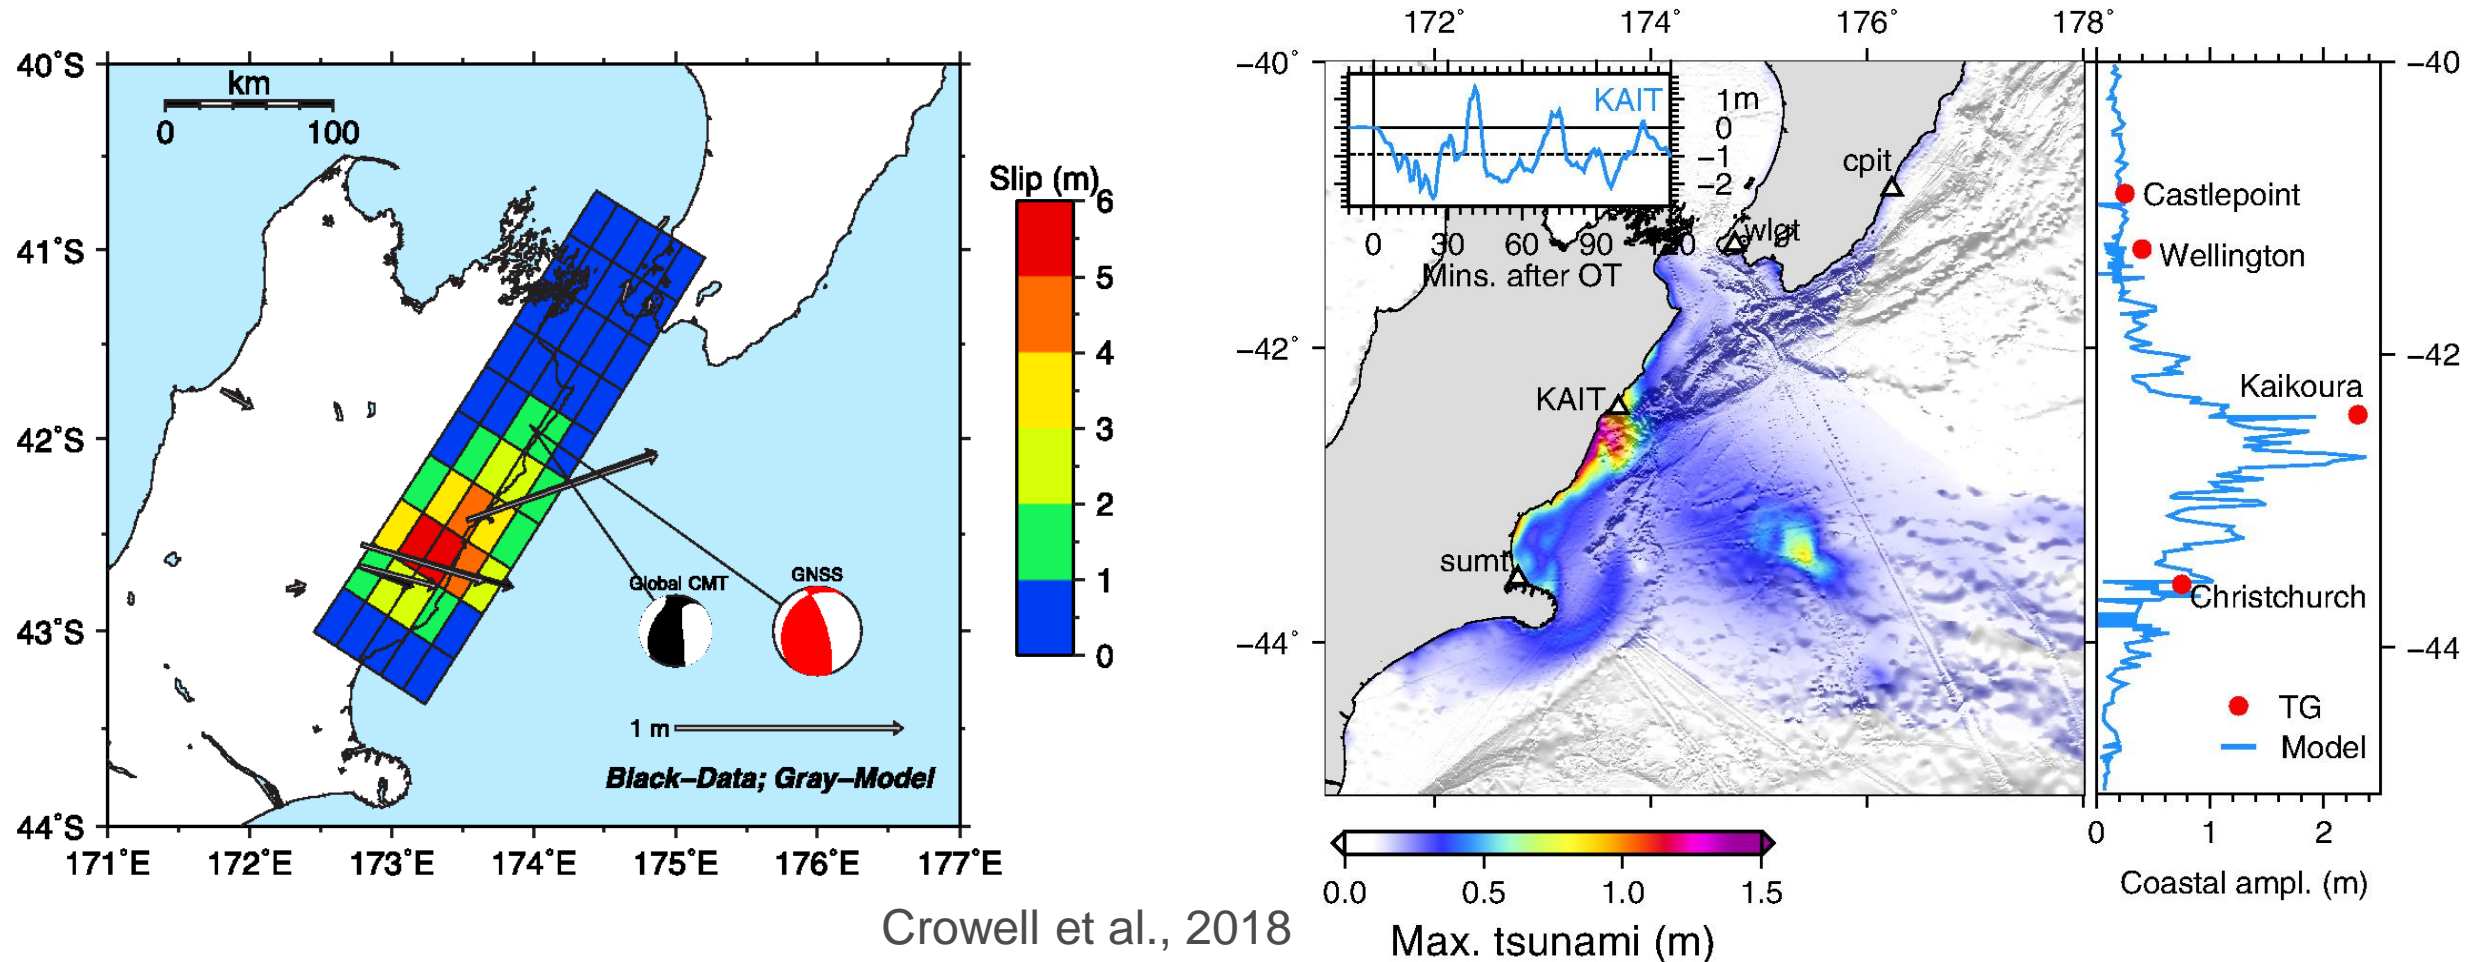 km
0 100
40°S
41°S
42°S
43°S
44°S
171°E 172°E 173°E 174°E 175°E 176°E 177°E
Global CMT
GNSS
1 m
Black–Data; Gray–Model
Slip (m)
6
5
4
3
2
1
0
172° 174° 176° 178°
−40°
−42°
−44°
KAIT
1m
0
−1
−2
0 30 60 90 120
Mins. after OT
cpit
wlgt
KAIT
sumt
0.0 0.5 1.0 1.5
Max. tsunami (m)
−40
−42
−44
Castlepoint
Wellington
Kaikoura
Christchurch
TG
Model
0 1 2
Coastal ampl. (m)
Crowell et al., 2018